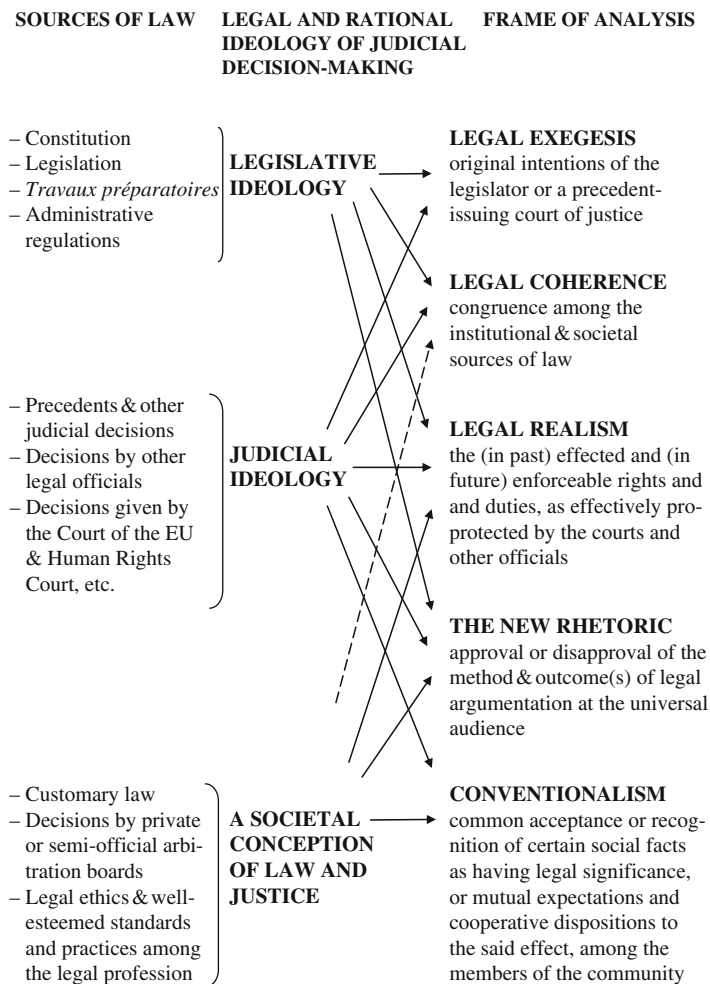 SOURCES OF LAW
LEGAL AND RATIONAL
IDEOLOGY OF JUDICIAL
DECISION-MAKING
FRAME OF ANALYSIS
– Constitution
– Legislation
– Travaux préparatoires
– Administrative
regulations
LEGISLATIVE
IDEOLOGY
LEGAL EXEGESIS
original intentions of the
legislator or a precedent-
issuing court of justice
LEGAL COHERENCE
congruence among the
institutional & societal
sources of law
– Precedents & other
judicial decisions
– Decisions by other
legal officials
– Decisions given by
the Court of the EU
& Human Rights
Court, etc.
JUDICIAL
IDEOLOGY
LEGAL REALISM
the (in past) effected and (in
future) enforceable rights and
and duties, as effectively pro-
protected by the courts and
other officials
THE NEW RHETORIC
approval or disapproval of the
method & outcome(s) of legal
argumentation at the universal
audience
– Customary law
– Decisions by private
or semi-official arbi-
tration boards
– Legal ethics & well-
esteemed standards
and practices among
the legal profession
A SOCIETAL
CONCEPTION
OF LAW AND
JUSTICE
CONVENTIONALISM
common acceptance or recog-
nition of certain social facts
as having legal significance,
or mutual expectations and
cooperative dispositions to
the said effect, among the
members of the community